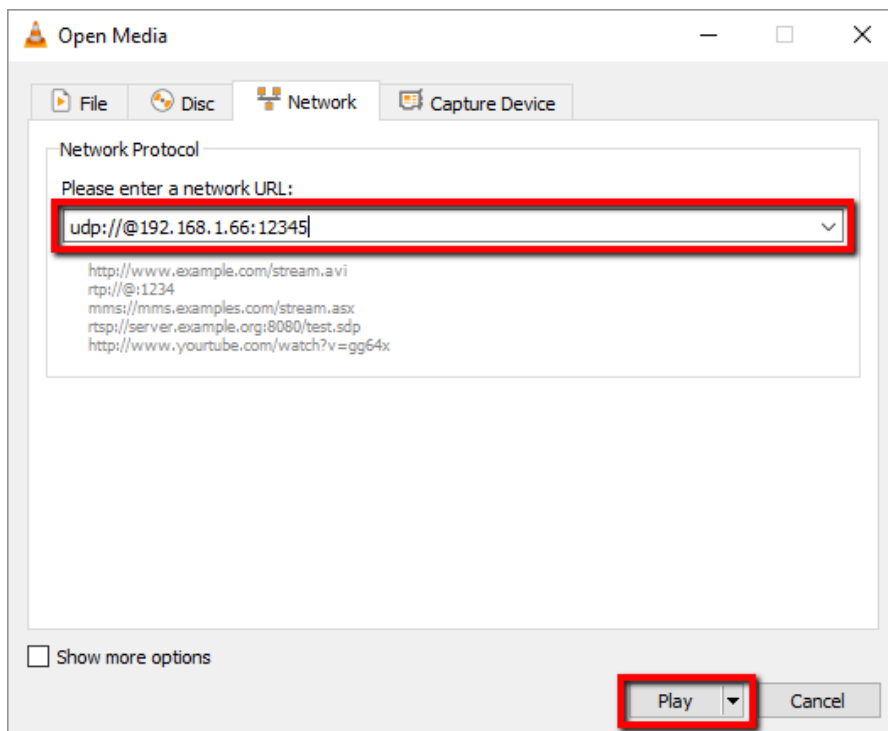 Open Media
File Disc Network Capture Device
Network Protocol
Please enter a network URL:
udp://@192.168.1.66:12345
http://www.example.com/stream.avi
rtp://@:1234
mms://mms.examples.com/stream.asx
rtsp://server.example.org:8080/test.sdp
http://www.yourtube.com/watch?v=gg64x
Show more options
Play Cancel